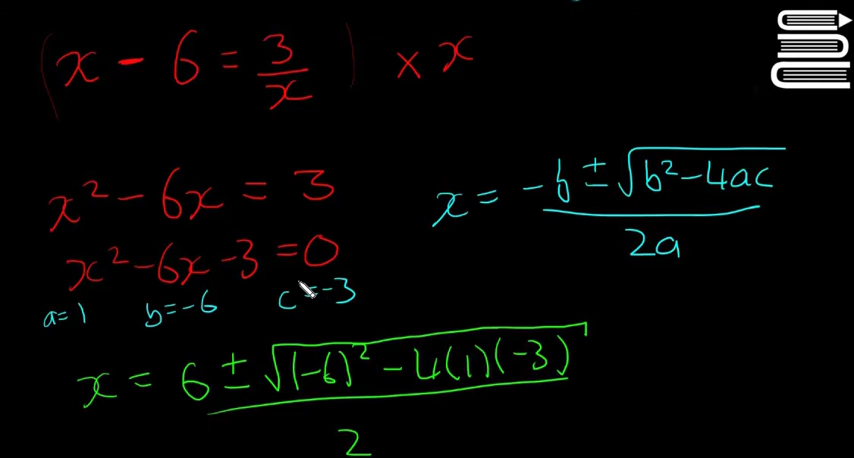 (x - 6 = 3/x) × x
x² - 6x = 3
x² - 6x - 3 = 0
a=1 b=-6 c=-3
x = (-b ± √(b² - 4ac))/2a
x = (6 ± √((-6)² - 4(1)(-3)))/2